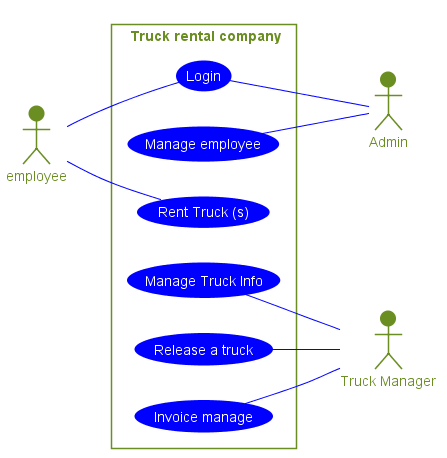 Truck rental company
Login
Admin
Manage employee
employee
Rent Truck (s)
Manage Truck Info
Release a truck
Truck Manager
Invoice manage